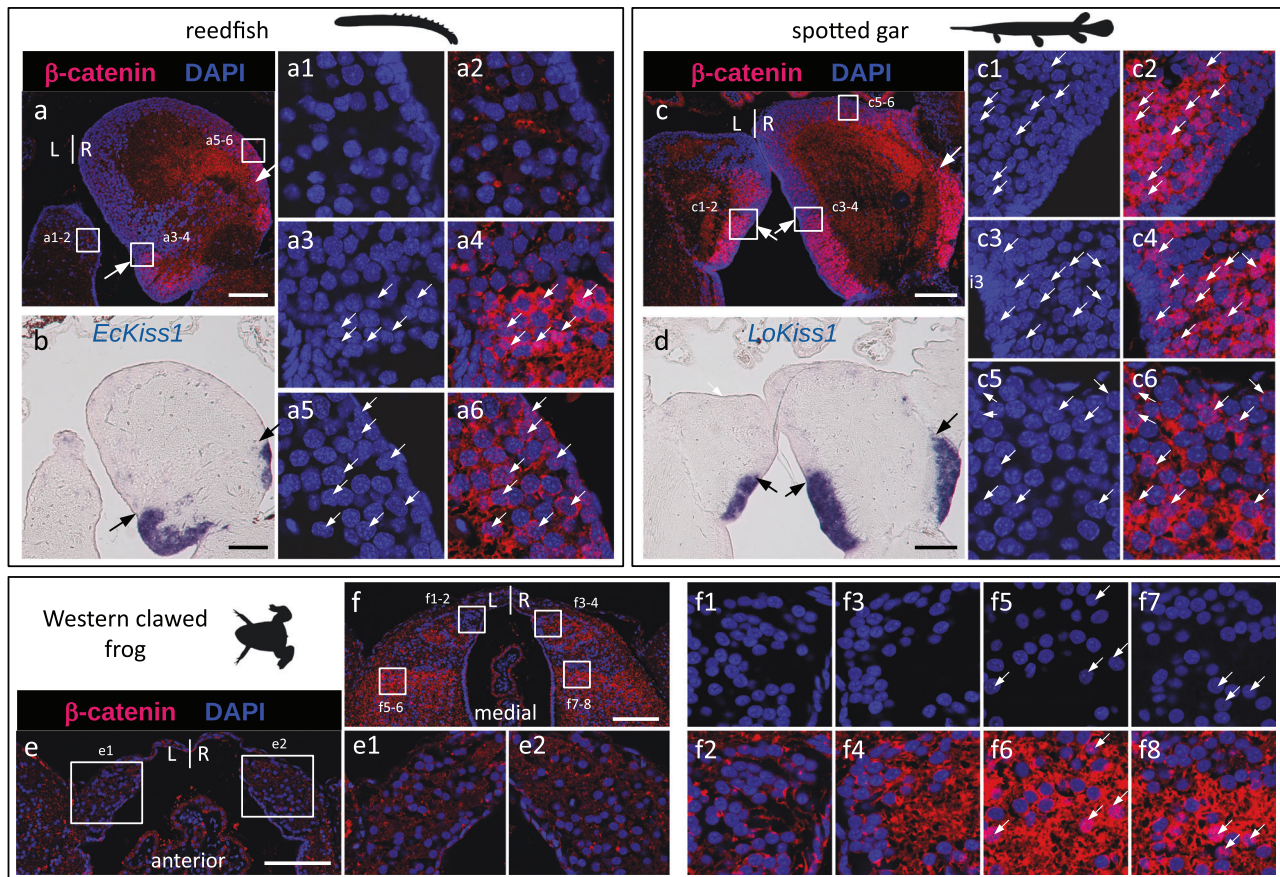 reedfish
β-catenin DAPI
a
L | R
a5-6
a1-2
a3-4
b
EcKiss1
a1
a2
a3
a4
a5
a6
spotted gar
β-catenin DAPI
c
c5-6
L | R
c1-2
c3-4
d
LoKiss1
c1
c2
c3
c4
i3
c5
c6
Western clawed
frog
β-catenin DAPI
e
e1
L | R
e2
anterior
f
f1-2
L | R
f3-4
f5-6
f7-8
medial
e1
e2
f1
f3
f5
f7
f2
f4
f6
f8